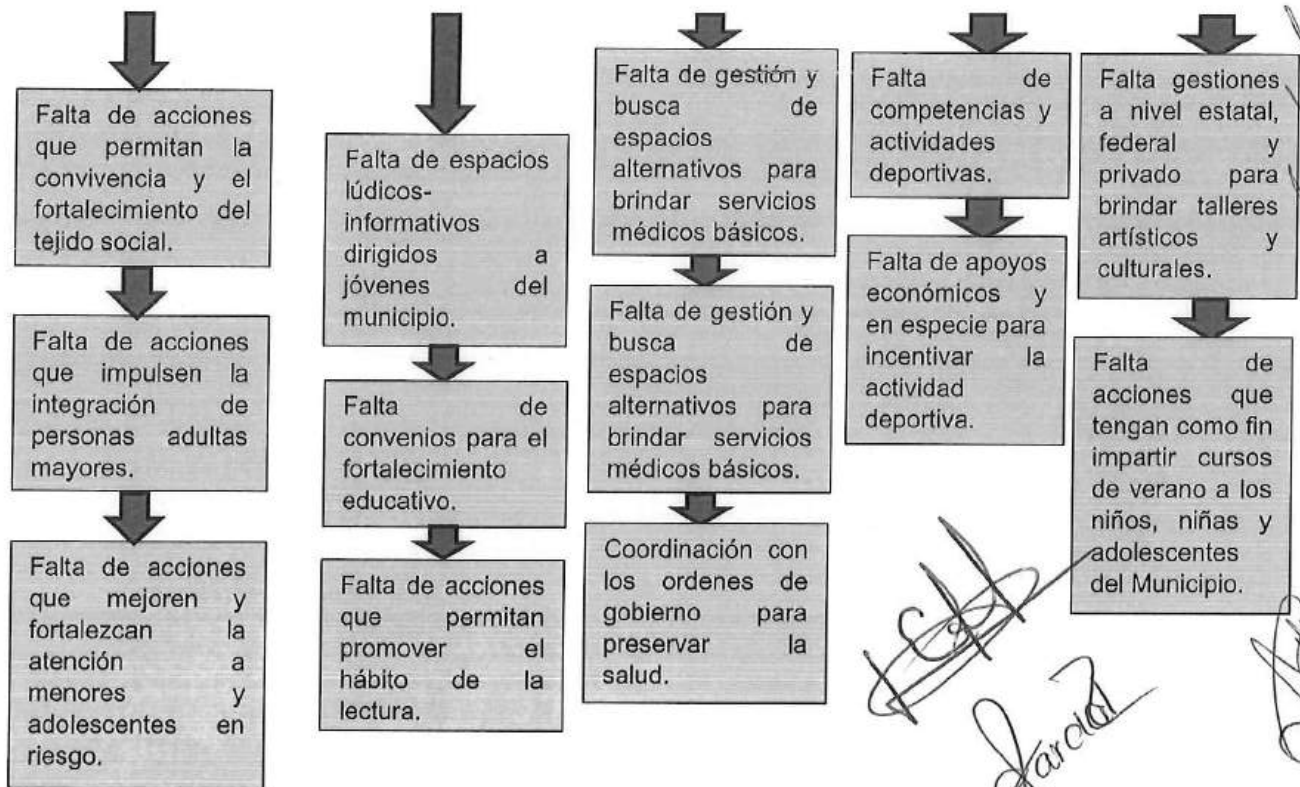 Falta de acciones
que permitan la
convivencia y el
fortalecimiento del
tejido social.
Falta de acciones
que impulsen la
integración de
personas adultas
mayores.
Falta de acciones
que mejoren y
fortalezcan la
atención a
menores y
adolescentes en
riesgo.
Falta de espacios
lúdicos-
informativos
dirigidos a
jóvenes del
municipio.
Falta de
convenios para el
fortalecimiento
educativo.
Falta de acciones
que permitan
promover el
hábito de la
lectura.
Falta de gestión y
busca de
espacios
alternativos para
brindar servicios
médicos básicos.
Falta de gestión y
busca de
espacios
alternativos para
brindar servicios
médicos básicos.
Coordinación con
los ordenes de
gobierno para
preservar la
salud.
Falta de
competencias y
actividades
deportivas.
Falta de apoyos
económicos y
en especie para
incentivar la
actividad
deportiva.
Falta gestiones
a nivel estatal,
federal y
privado para
brindar talleres
artísticos y
culturales.
Falta de
acciones que
tengan como fin
impartir cursos
de verano a los
niños, niñas y
adolescentes
del Municipio.